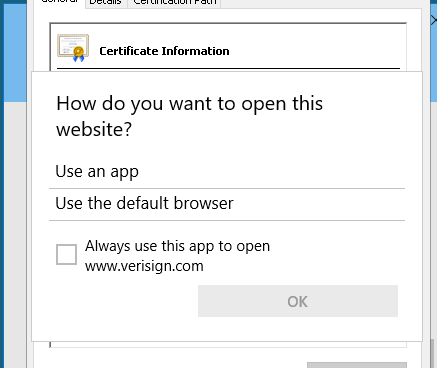 General Details Certification Path
Certificate Information
How do you want to open this
website?
Use an app
Use the default browser
Always use this app to open
www.verisign.com
OK